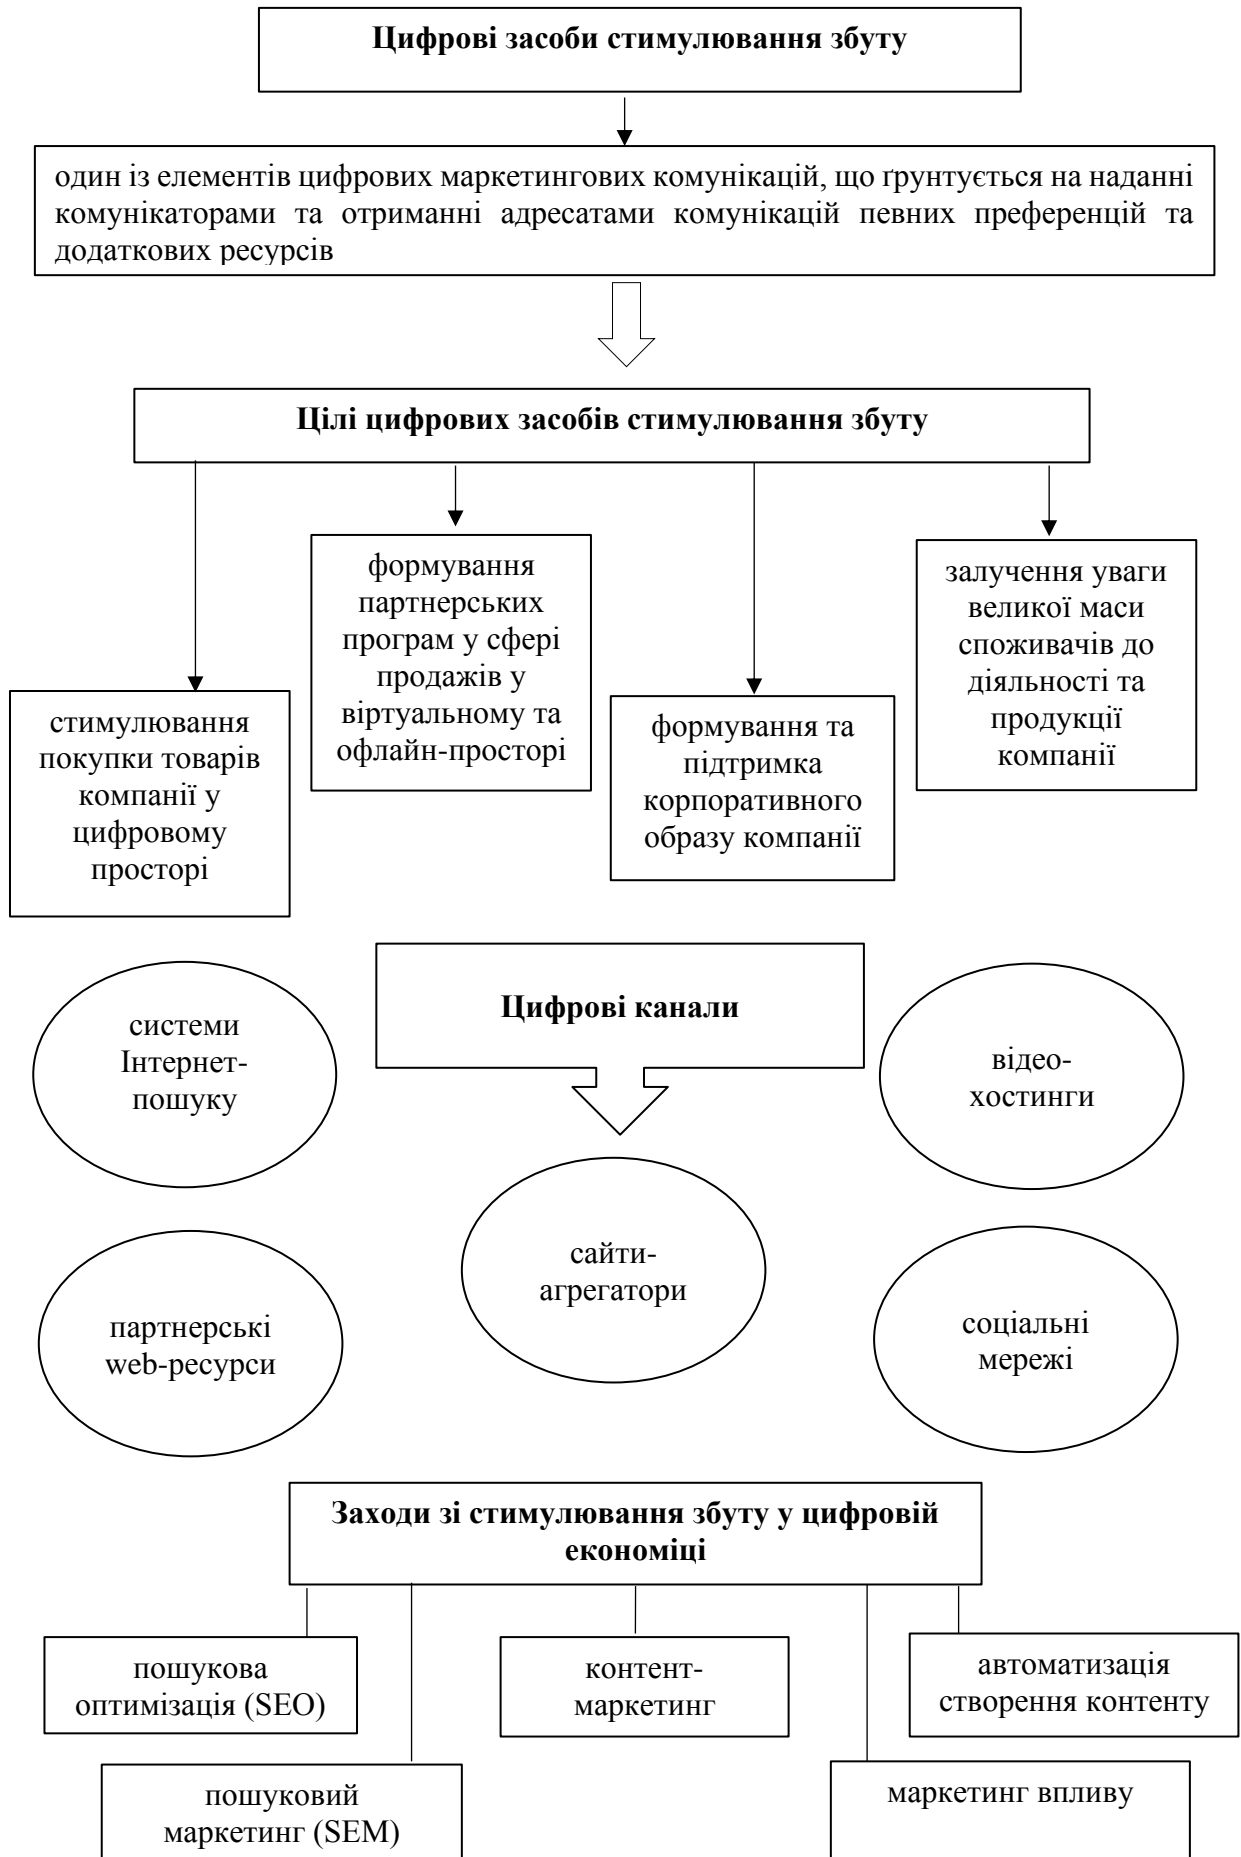 Цифрові засоби стимулювання збуту
один із елементів цифрових маркетингових комунікацій, що ґрунтується на наданні
комунікаторами та отриманні адресатами комунікацій певних преференцій та
додаткових ресурсів
Цілі цифрових засобів стимулювання збуту
стимулювання
покупки товарів
компанії у
цифровому
просторі
формування
партнерських
програм у сфері
продажів у
віртуальному та
офлайн-просторі
формування та
підтримка
корпоративного
образу компанії
залучення уваги
великої маси
споживачів до
діяльності та
продукції
компанії
Цифрові канали
системи
Інтернет-
пошуку
відео-
хостинги
сайти-
агрегатори
партнерські
web-ресурси
соціальні
мережі
Заходи зі стимулювання збуту у цифровій
економіці
пошукова
оптимізація (SEO)
контент-
маркетинг
автоматизація
створення контенту
пошуковий
маркетинг (SEM)
маркетинг впливу